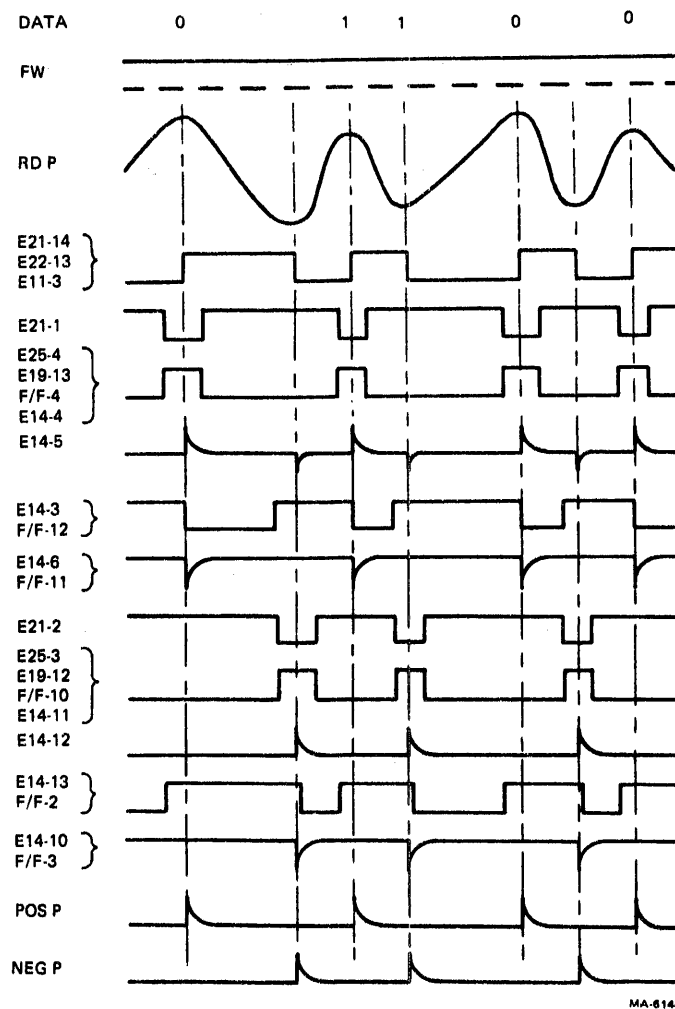 DATA 0 1 1 0 0
FW
RD P
E21-14
E22-13
E11-3
E21-1
E25-4
E19-13
F/F-4
E14-4
E14-5
E14-3
F/F-12
E14-6
F/F-11
E21-2
E25-3
E19-12
F/F-10
E14-11
E14-12
E14-13
F/F-2
E14-10
F/F-3
POS P
NEG P
MA-614